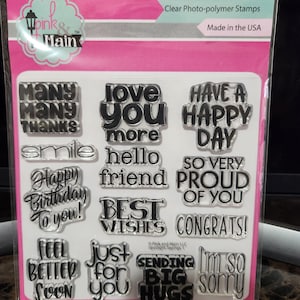 pink &
Main
Clear Photo-polymer Stamps
Made in the USA
MANY
MANY
THANKS
love
you
more
HAVE A
HAPPY
DAY
smile
hello
friend
SO VERY
PROUD
OF YOU
Happy
Birthday
to you!
BEST
WISHES
CONGRATS!
FEEL
BETTER
Soon
just
for
you
SENDING
BIG
HUGS
I'm so
sorry